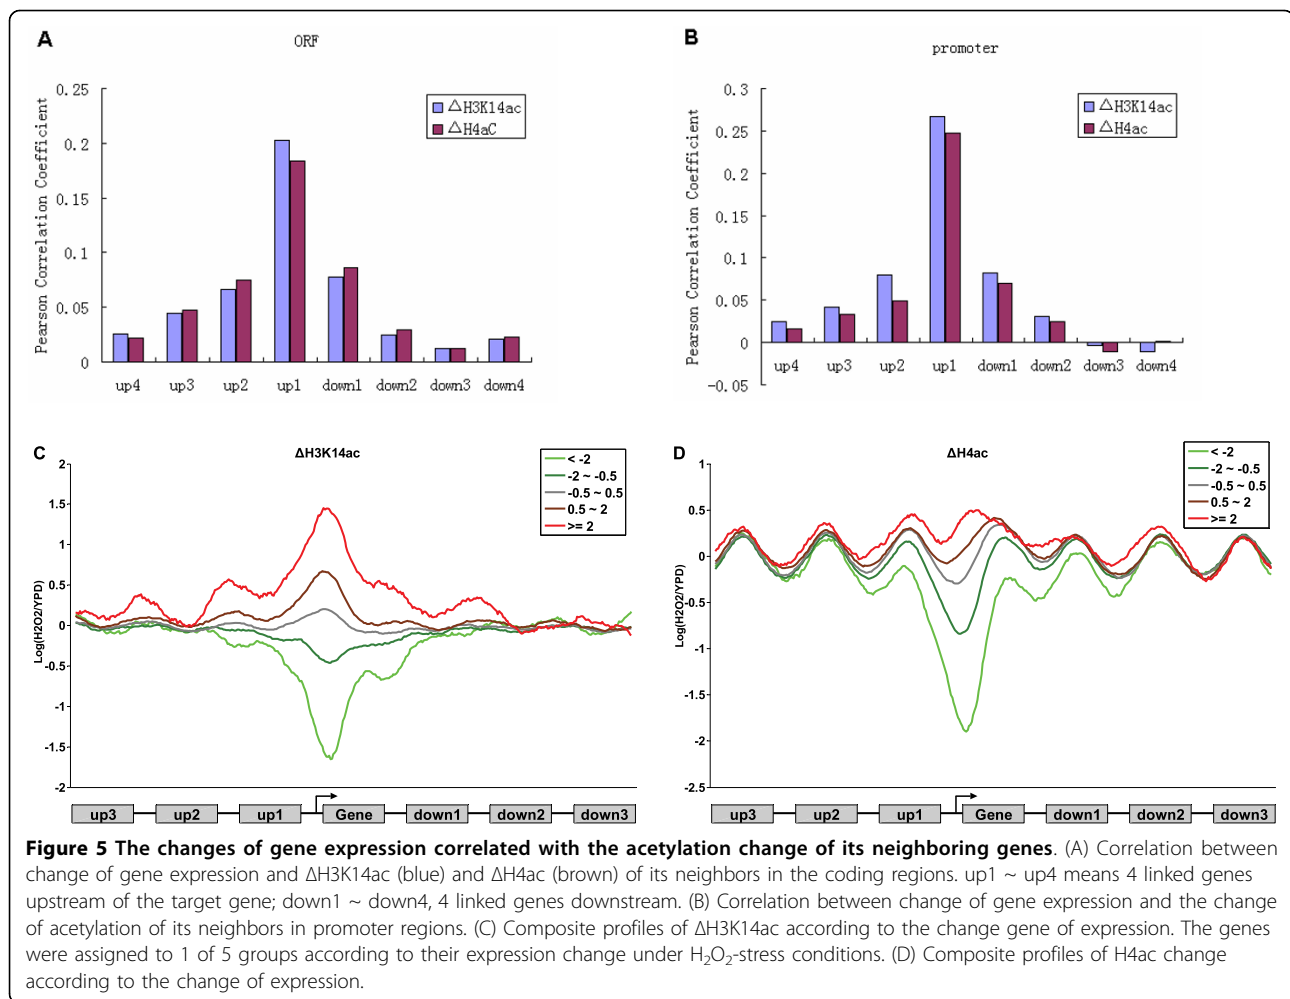 A
ORF
Pearson Correlation Coefficient
0.25
0.2
0.15
0.1
0.05
0
△H3K14ac
△H4aC
up4 up3 up2 up1 down1 down2 down3 down4
B
promoter
Pearson Correlation Coefficient
0.3
0.25
0.2
0.15
0.1
0.05
0
-0.05
△H3K14ac
△H4ac
up4 up3 up2 up1 down1 down2 down3 down4
C
ΔH3K14ac
Log(H2O2/YPD)
2
1.5
1
0.5
0
-0.5
-1
-1.5
-2
< -2
-2 ~ -0.5
-0.5 ~ 0.5
0.5 ~ 2
>= 2
up3 up2 up1 Gene down1 down2 down3
D
ΔH4ac
Log(H2O2/YPD)
1
0.5
0
-0.5
-1
-1.5
-2
-2.5
< -2
-2 ~ -0.5
-0.5 ~ 0.5
0.5 ~ 2
>= 2
up3 up2 up1 Gene down1 down2 down3
Figure 5 The changes of gene expression correlated with the acetylation change of its neighboring genes. (A) Correlation between
change of gene expression and ΔH3K14ac (blue) and ΔH4ac (brown) of its neighbors in the coding regions. up1 ~ up4 means 4 linked genes
upstream of the target gene; down1 ~ down4, 4 linked genes downstream. (B) Correlation between change of gene expression and the change
of acetylation of its neighbors in promoter regions. (C) Composite profiles of ΔH3K14ac according to the change gene of expression. The genes
were assigned to 1 of 5 groups according to their expression change under H₂O₂-stress conditions. (D) Composite profiles of H4ac change
according to the change of expression.